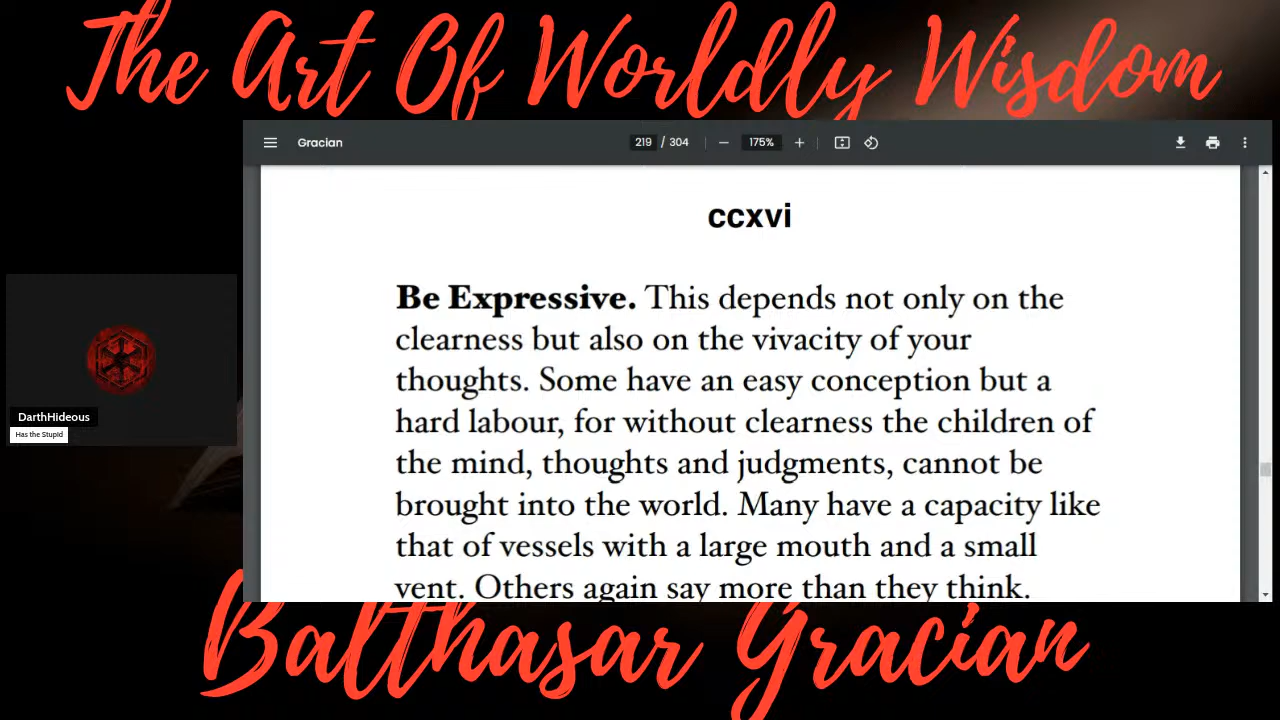 The Art Of Worldly Wisdom
Gracian
219 / 304
175%
ccxvi
Be Expressive. This depends not only on the
clearness but also on the vivacity of your
thoughts. Some have an easy conception but a
hard labour, for without clearness the children of
the mind, thoughts and judgments, cannot be
brought into the world. Many have a capacity like
that of vessels with a large mouth and a small
vent. Others again say more than they think.
DarthHideous
Has the Stupid
Balthasar Gracian